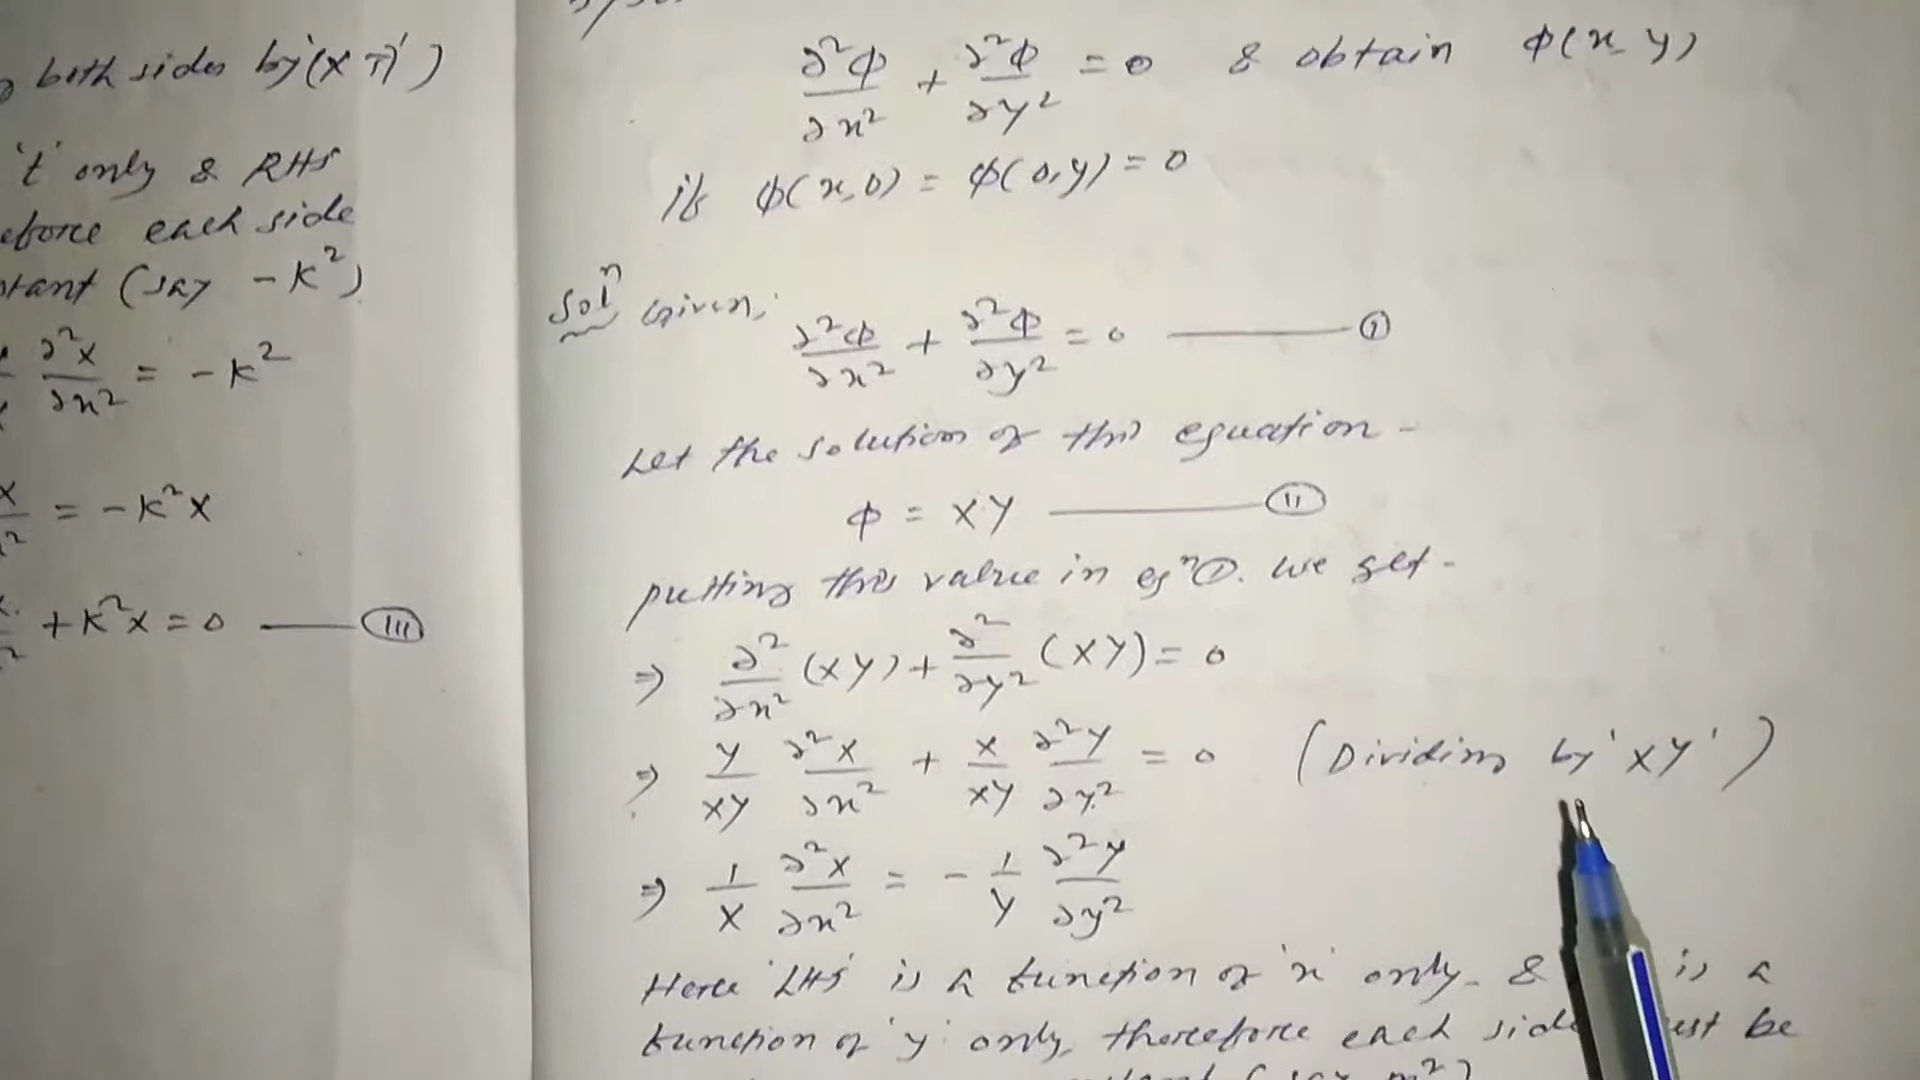 both sides by (X T)
't' only & RHS
each side
(say - K²)
∂²X/∂x² = - K²
= - K²X
+ K²X = 0 —— (III)
∂²Φ/∂x² + ∂²Φ/∂y² = 0 & obtain Φ(x, y)
if Φ(x,0) = Φ(0,y) = 0
Solⁿ Given,
∂²Φ/∂x² + ∂²Φ/∂y² = 0 —— (I)
Let the solution of this equation -
Φ = XY —— (II)
putting this value in eqⁿ (I). We get -
⇒ ∂²/∂x² (XY) + ∂²/∂y² (XY) = 0
⇒ Y/XY ∂²X/∂x² + X/XY ∂²Y/∂y² = 0 (Dividing by 'XY')
⇒ 1/X ∂²X/∂x² = - 1/Y ∂²Y/∂y²
Here 'LHS' is a function of 'x' only & is a
function of 'y' only, therefore each side be
(say m²)